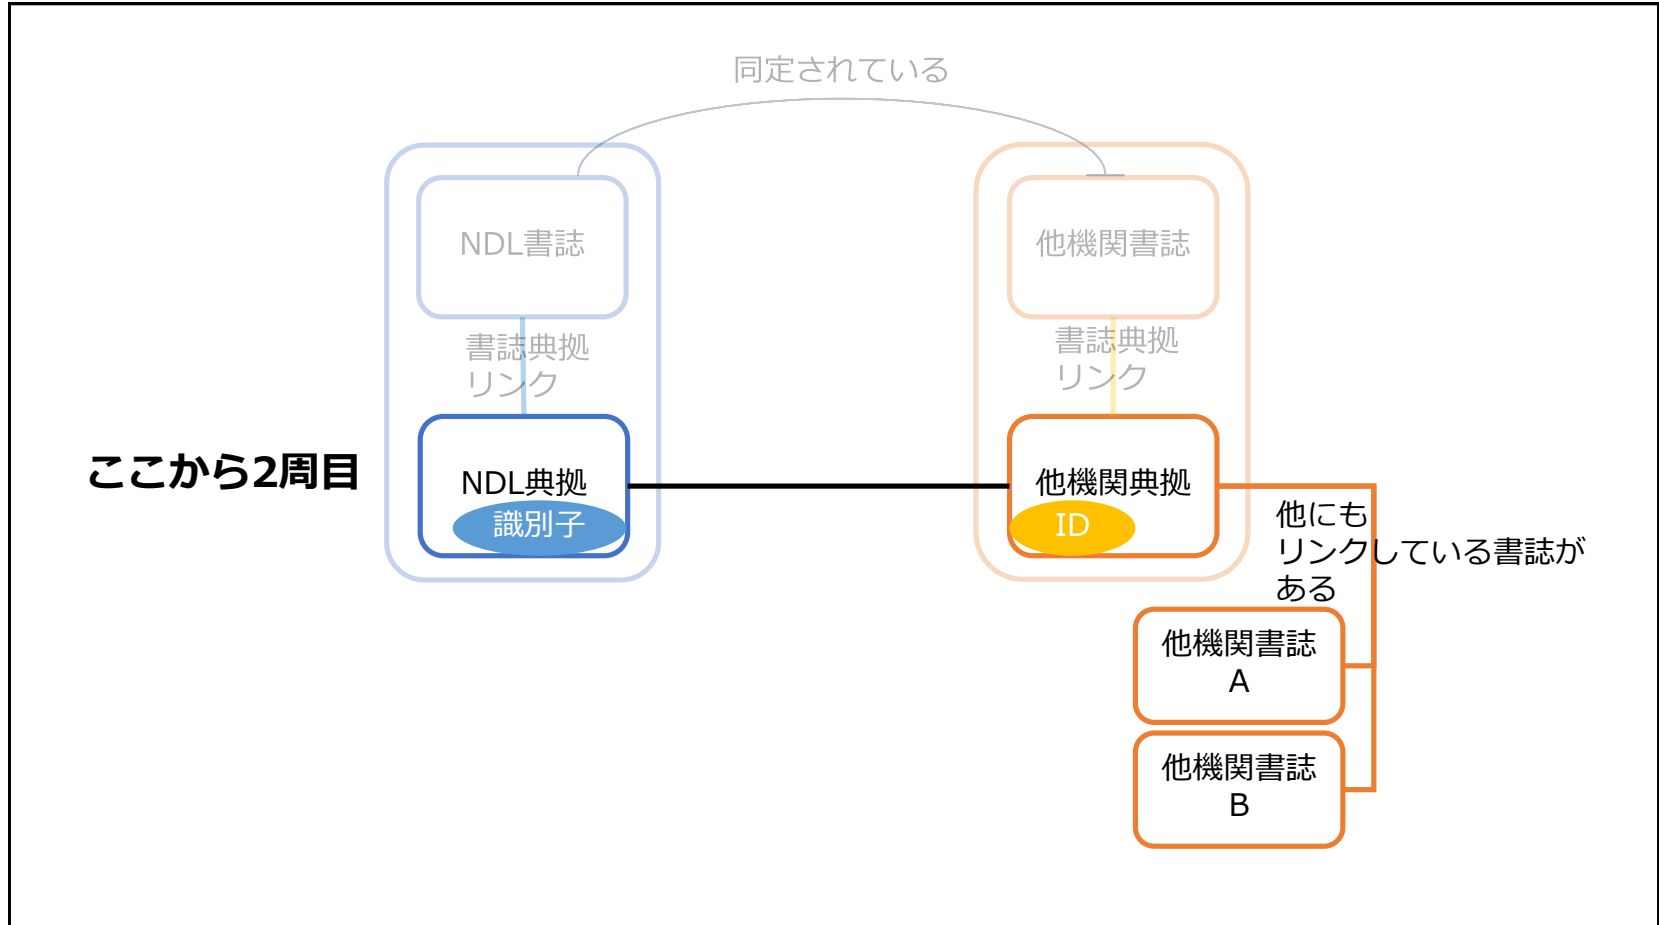 同定されている
NDL書誌
他機関書誌
書誌典拠
リンク
書誌典拠
リンク
ここから2周目
NDL典拠
識別子
他機関典拠
ID
他にも
リンクしている書誌が
ある
他機関書誌
A
他機関書誌
B